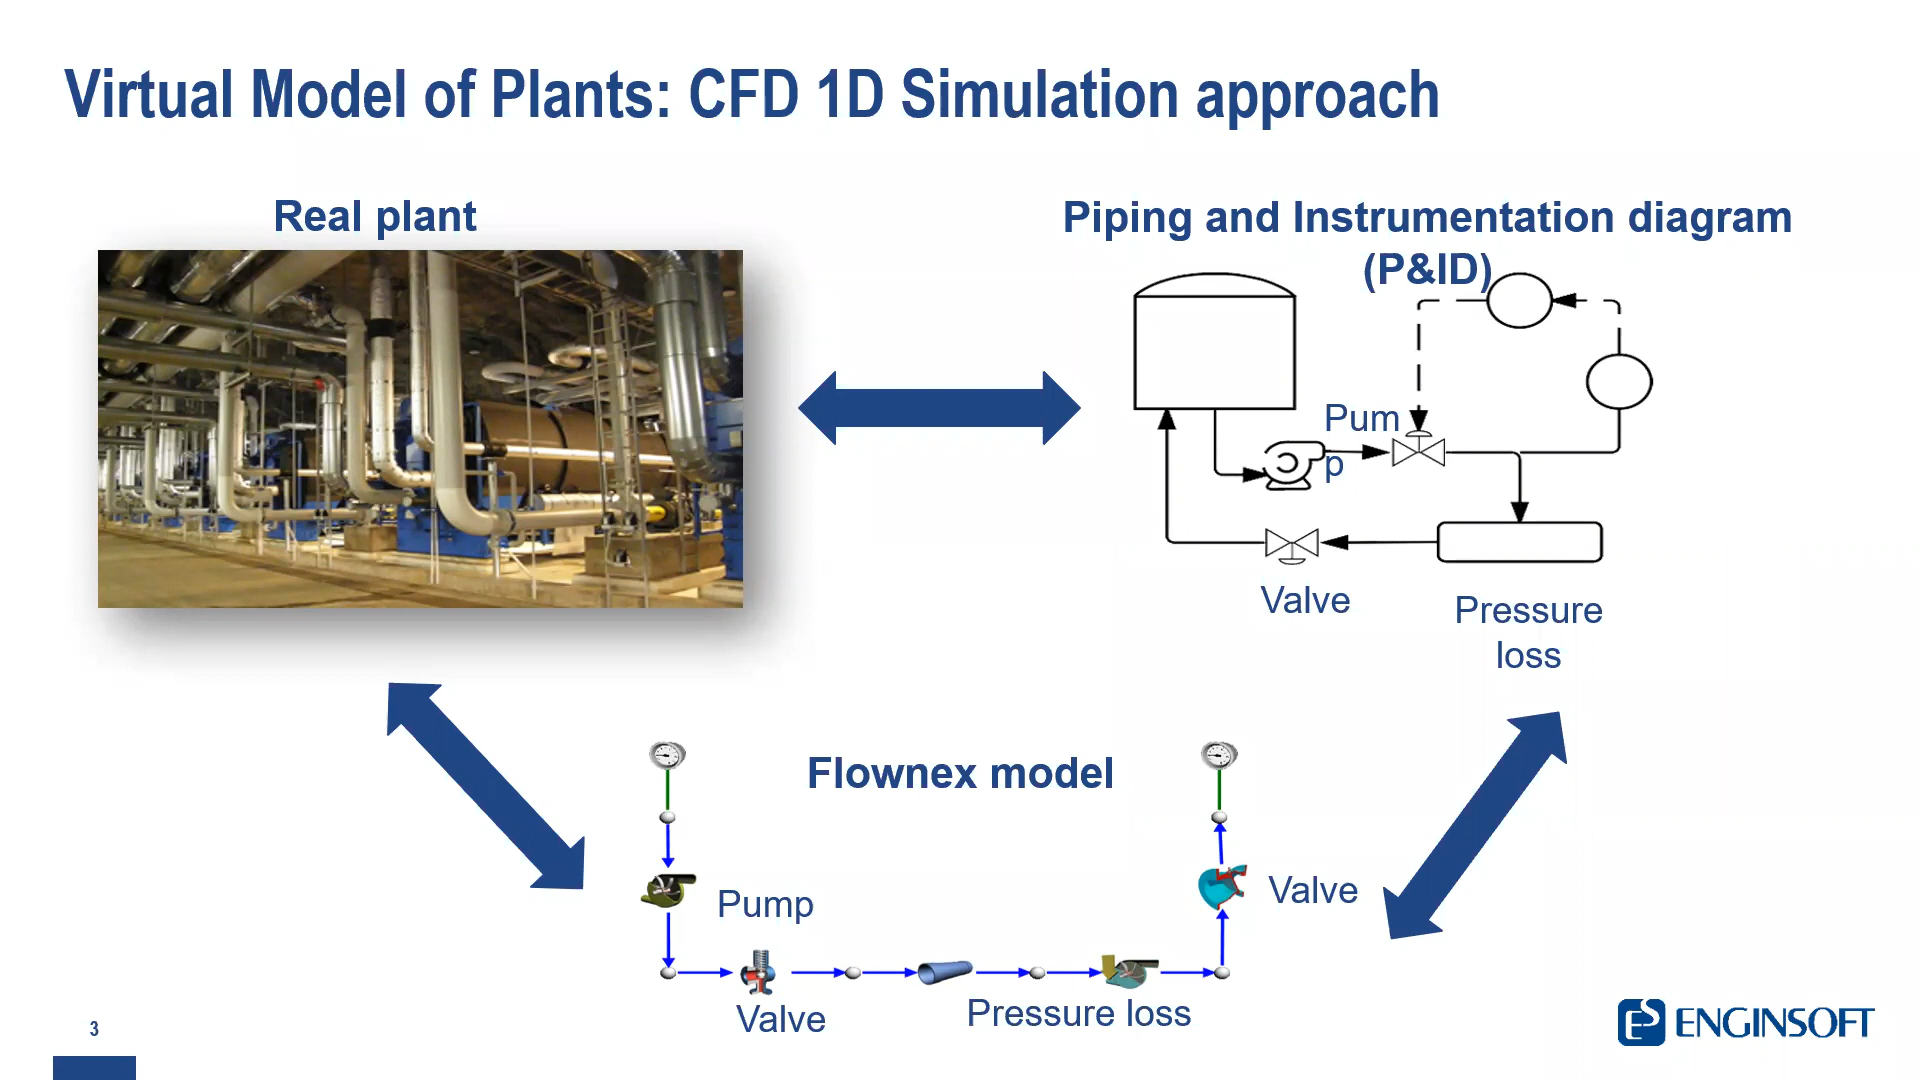 Virtual Model of Plants: CFD 1D Simulation approach
Real plant
Piping and Instrumentation diagram
(P&ID)
Pum
p
Valve
Pressure
loss
Flownex model
Pump
Valve
Valve
Pressure loss
3
ES ENGINSOFT